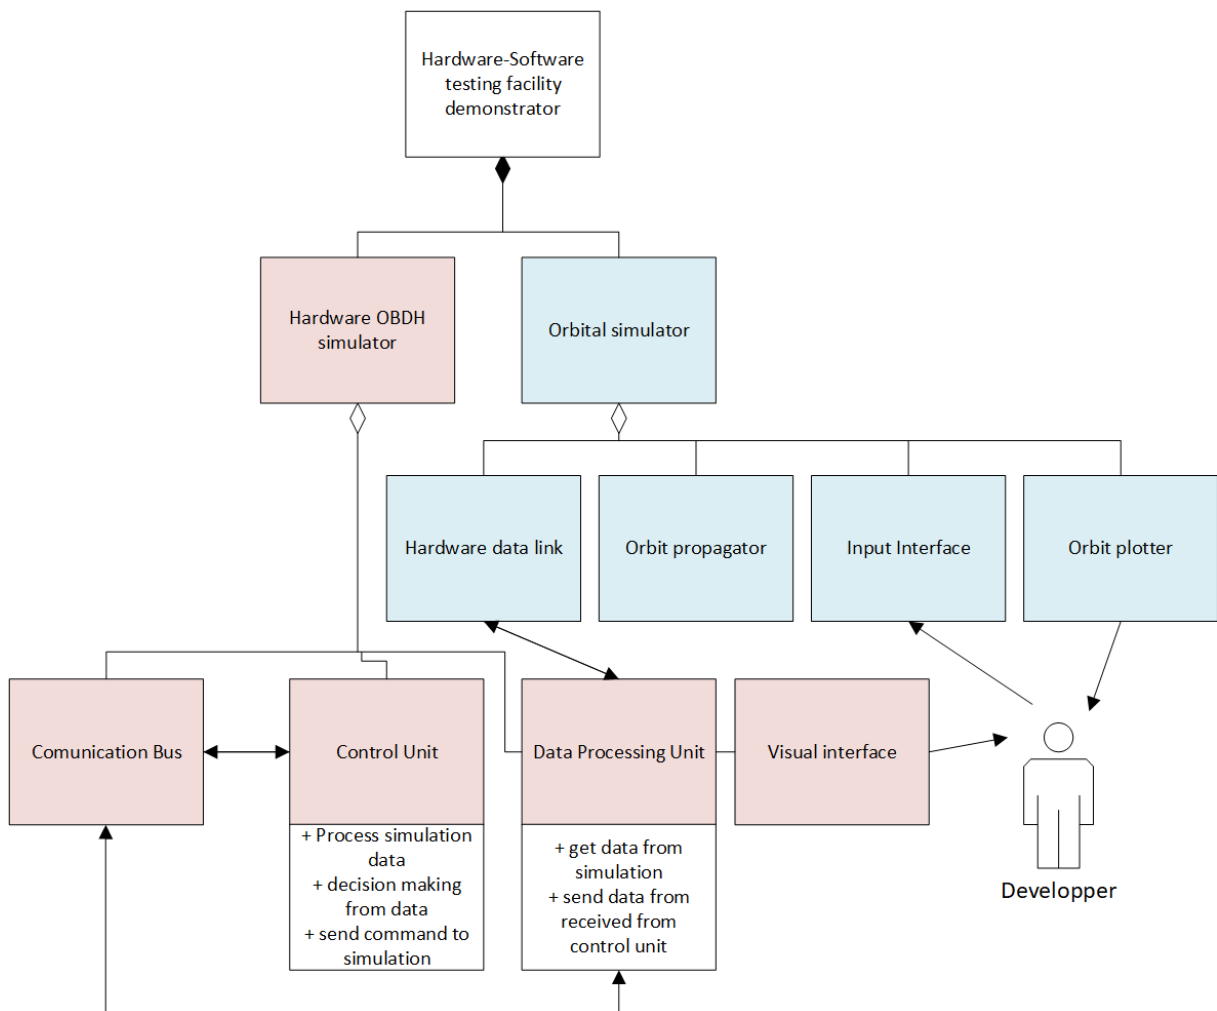 Hardware-Software
testing facility
demonstrator
Hardware OBDH
simulator
Orbital simulator
Hardware data link
Orbit propagator
Input Interface
Orbit plotter
Comunication Bus
Control Unit
Data Processing Unit
Visual interface
+ Process simulation
data
+ decision making
from data
+ send command to
simulation
+ get data from
simulation
+ send data from
received from
control unit
Developper